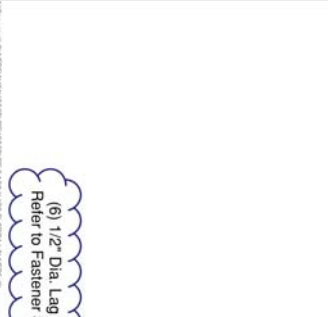 (6) 1/2" Dia. Lag
Refer to Fastener